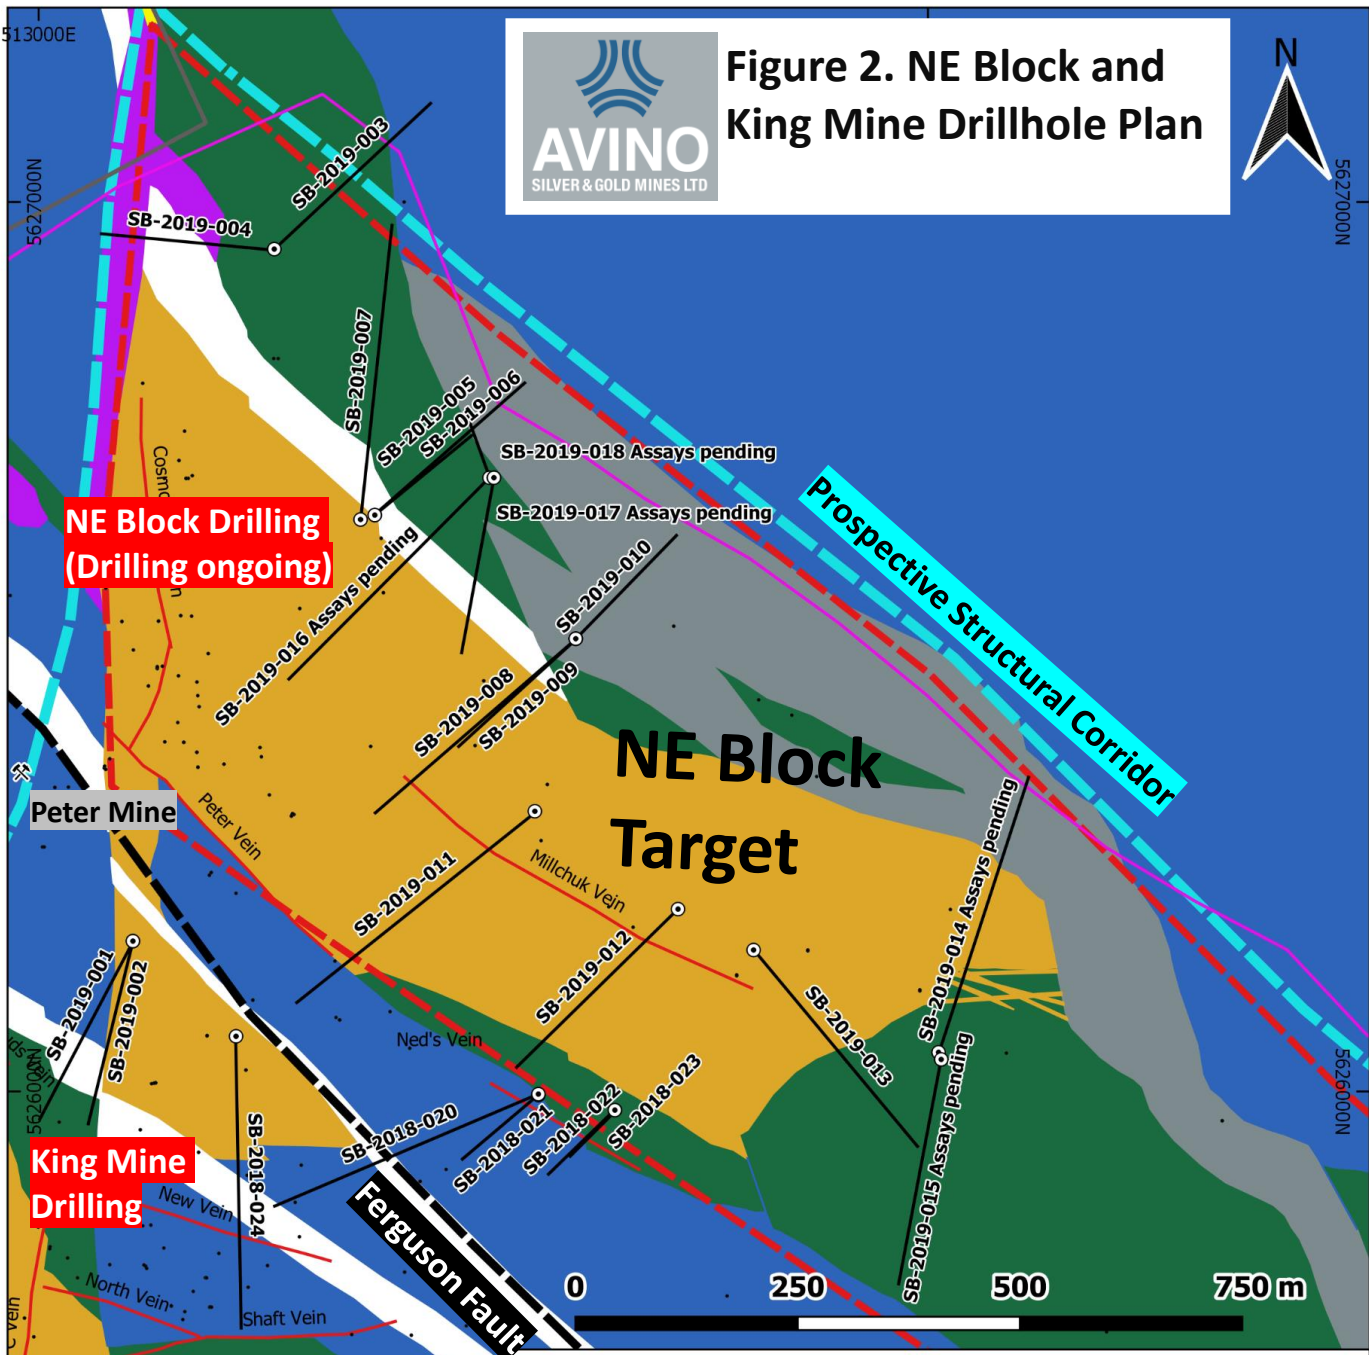 513000E
AVINO
SILVER & GOLD MINES LTD
Figure 2. NE Block and
King Mine Drillhole Plan
N
5627000N
5627000N
SB-2019-003
SB-2019-004
SB-2019-007
SB-2019-005
SB-2019-006
SB-2019-018 Assays pending
SB-2019-017 Assays pending
SB-2019-016 Assays pending
NE Block Drilling
(Drilling ongoing)
Prospective Structural Corridor
SB-2019-010
SB-2019-008
SB-2019-009
NE Block
Target
Peter Mine
Peter Vein
Millchuk Vein
SB-2019-011
SB-2019-012
SB-2019-013
SB-2019-014 Assays pending
SB-2019-015 Assays pending
SB-2019-001
SB-2019-002
Ned's Vein
SB-2018-020
SB-2018-021
SB-2018-022
SB-2018-023
SB-2018-024
5626000N
5626000N
King Mine
Drilling
New Vein
North Vein
Shaft Vein
Vein
Ferguson Fault
0 250 500 750 m